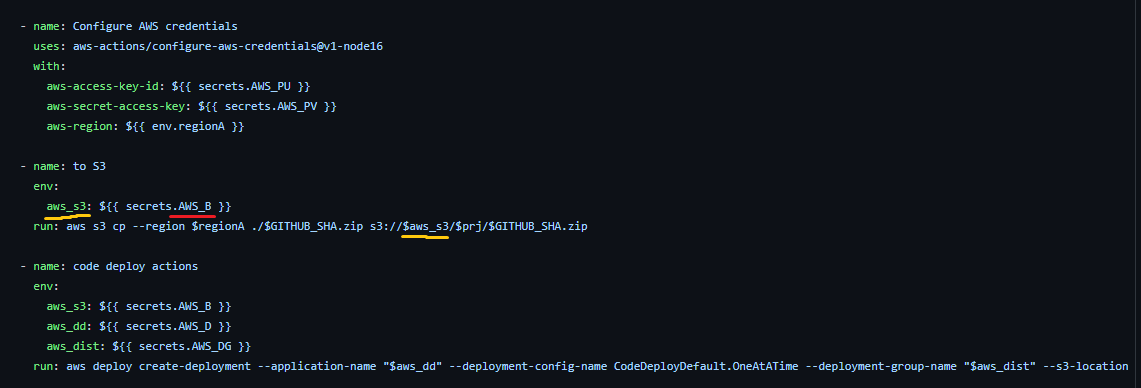 - name: Configure AWS credentials
uses: aws-actions/configure-aws-credentials@v1-node16
with:
aws-access-key-id: ${{ secrets.AWS_PU }}
aws-secret-access-key: ${{ secrets.AWS_PV }}
aws-region: ${{ env.regionA }}
- name: to S3
env:
aws_s3: ${{ secrets.AWS_B }}
run: aws s3 cp --region $regionA ./$GITHUB_SHA.zip s3://$aws_s3/$prj/$GITHUB_SHA.zip
- name: code deploy actions
env:
aws_s3: ${{ secrets.AWS_B }}
aws_dd: ${{ secrets.AWS_D }}
aws_dist: ${{ secrets.AWS_DG }}
run: aws deploy create-deployment --application-name "$aws_dd" --deployment-config-name CodeDeployDefault.OneAtATime --deployment-group-name "$aws_dist" --s3-location